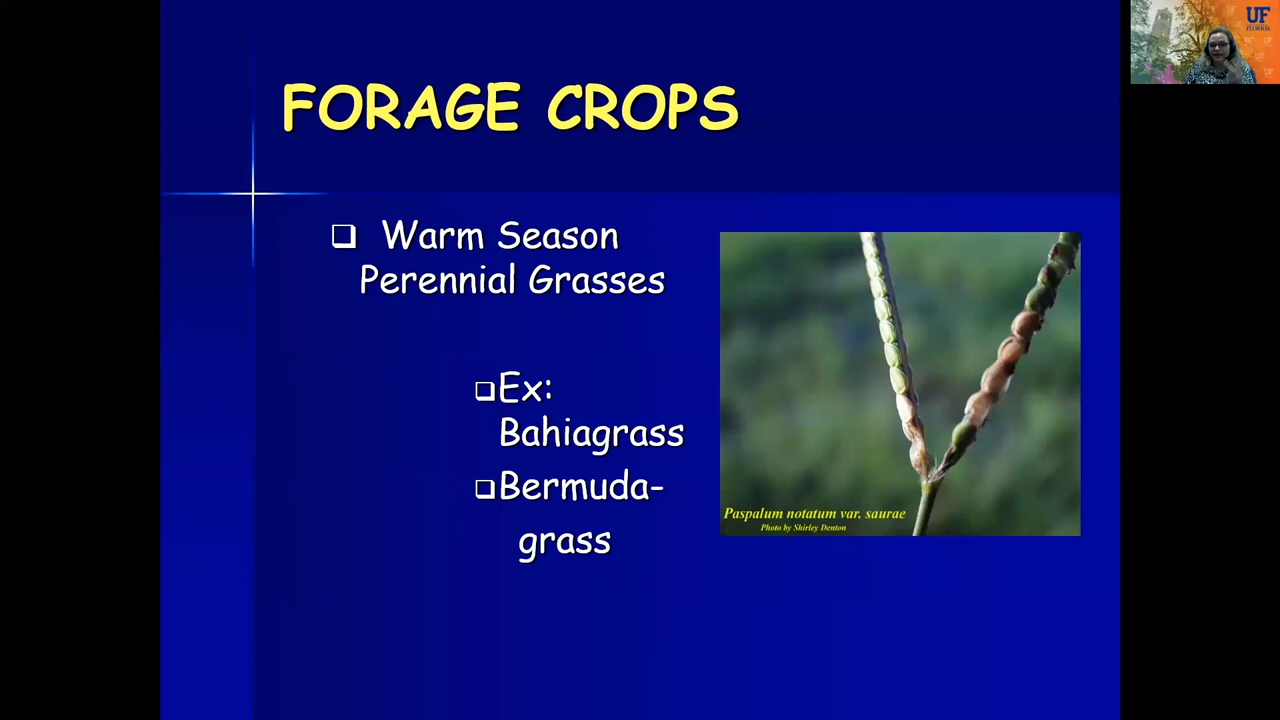 FORAGE CROPS
Warm Season
Perennial Grasses
Ex:
Bahiagrass
Bermuda-
grass
Paspalum notatum var. saurae
Photo by Shirley Denton
UF
FLORIDA